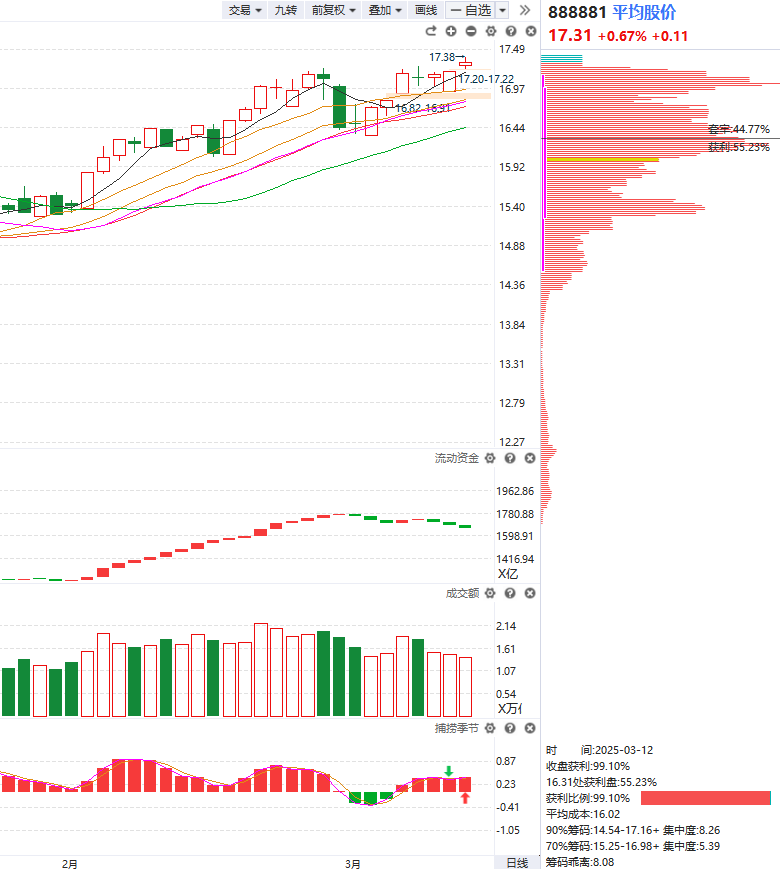 交易 九转 前复权 叠加 画线 一自选
888881 平均股价
17.31 +0.67% +0.11
17.49
17.38
17.20-17.22
16.97
16.82-16.91
16.44
套牢:44.77%
获利:55.23%
15.92
15.40
14.88
14.36
13.84
13.31
12.79
12.27
流动资金
1962.86
1780.88
1598.91
1416.94
X亿
成交额
2.14
1.61
1.07
0.54
X万亿
捕捞季节
0.87
0.23
-0.41
-1.05
2月 3月 日线
时 间:2025-03-12
收盘获利:99.10%
16.31处获利盘:55.23%
获利比例:99.10%
平均成本:16.02
90%筹码:14.54-17.16+ 集中度:8.26
70%筹码:15.25-16.98+ 集中度:5.39
筹码乖离:8.08